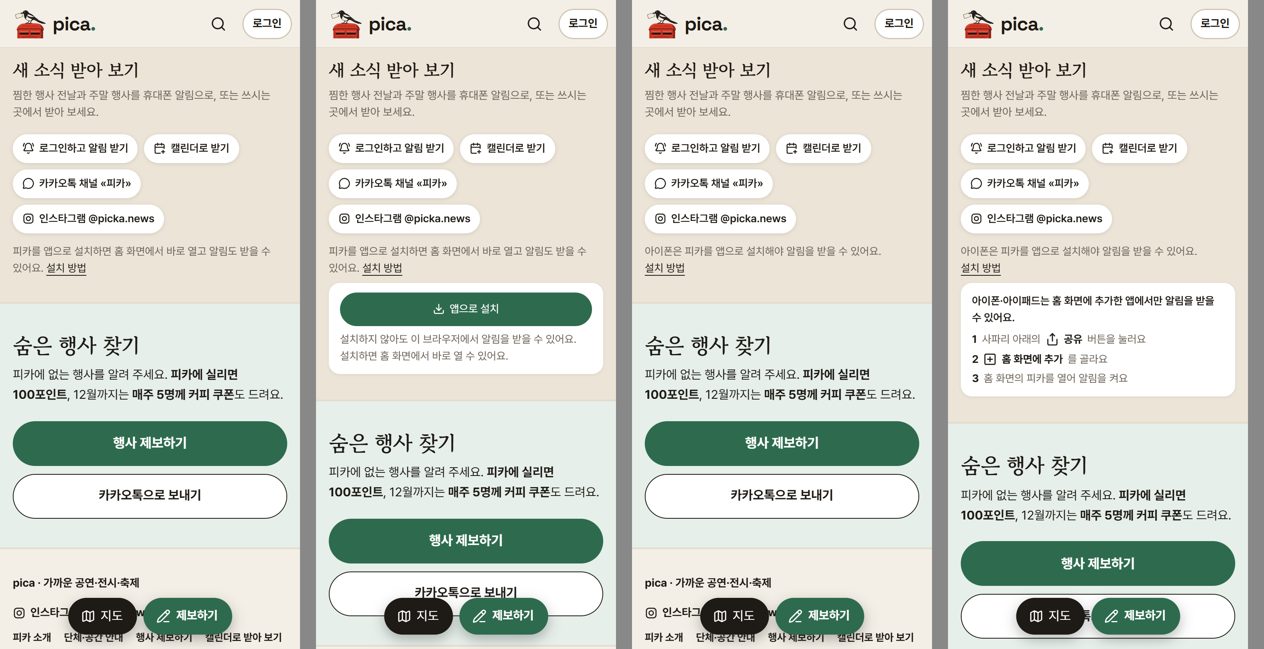 pica.
로그인
새 소식 받아 보기
찜한 행사 전날과 주말 행사를 휴대폰 알림으로, 또는 쓰시는
곳에서 받아 보세요.
로그인하고 알림 받기
캘린더로 받기
카카오톡 채널 «피카»
인스타그램 @picka.news
피카를 앱으로 설치하면 홈 화면에서 바로 열고 알림도 받을 수
있어요. 설치 방법
숨은 행사 찾기
피카에 없는 행사를 알려 주세요. 피카에 실리면
100포인트, 12월까지는 매주 5명께 커피 쿠폰도 드려요.
행사 제보하기
카카오톡으로 보내기
pica · 가까운 공연·전시·축제
인스타
지도
제보하기
피카 소개
단체·공간 안내
행사 제보하기
캘린더로 받아 보기
pica.
로그인
새 소식 받아 보기
찜한 행사 전날과 주말 행사를 휴대폰 알림으로, 또는 쓰시는
곳에서 받아 보세요.
로그인하고 알림 받기
캘린더로 받기
카카오톡 채널 «피카»
인스타그램 @picka.news
피카를 앱으로 설치하면 홈 화면에서 바로 열고 알림도 받을 수
있어요. 설치 방법
앱으로 설치
설치하지 않아도 이 브라우저에서 알림을 받을 수 있어요.
설치하면 홈 화면에서 바로 열 수 있어요.
숨은 행사 찾기
피카에 없는 행사를 알려 주세요. 피카에 실리면
100포인트, 12월까지는 매주 5명께 커피 쿠폰도 드려요.
행사 제보하기
카카오톡으로 보내기
지도
제보하기
pica.
로그인
새 소식 받아 보기
찜한 행사 전날과 주말 행사를 휴대폰 알림으로, 또는 쓰시는
곳에서 받아 보세요.
로그인하고 알림 받기
캘린더로 받기
카카오톡 채널 «피카»
인스타그램 @picka.news
아이폰은 피카를 앱으로 설치해야 알림을 받을 수 있어요.
설치 방법
숨은 행사 찾기
피카에 없는 행사를 알려 주세요. 피카에 실리면
100포인트, 12월까지는 매주 5명께 커피 쿠폰도 드려요.
행사 제보하기
카카오톡으로 보내기
pica · 가까운 공연·전시·축제
인스타
지도
제보하기
피카 소개
단체·공간 안내
행사 제보하기
캘린더로 받아 보기
pica.
로그인
새 소식 받아 보기
찜한 행사 전날과 주말 행사를 휴대폰 알림으로, 또는 쓰시는
곳에서 받아 보세요.
로그인하고 알림 받기
캘린더로 받기
카카오톡 채널 «피카»
인스타그램 @picka.news
아이폰은 피카를 앱으로 설치해야 알림을 받을 수 있어요.
설치 방법
아이폰·아이패드는 홈 화면에 추가한 앱에서만 알림을 받을
수 있어요.
1 사파리 아래의 공유 버튼을 눌러요
2 홈 화면에 추가 를 골라요
3 홈 화면의 피카를 열어 알림을 켜요
숨은 행사 찾기
피카에 없는 행사를 알려 주세요. 피카에 실리면
100포인트, 12월까지는 매주 5명께 커피 쿠폰도 드려요.
행사 제보하기
지도
제보하기